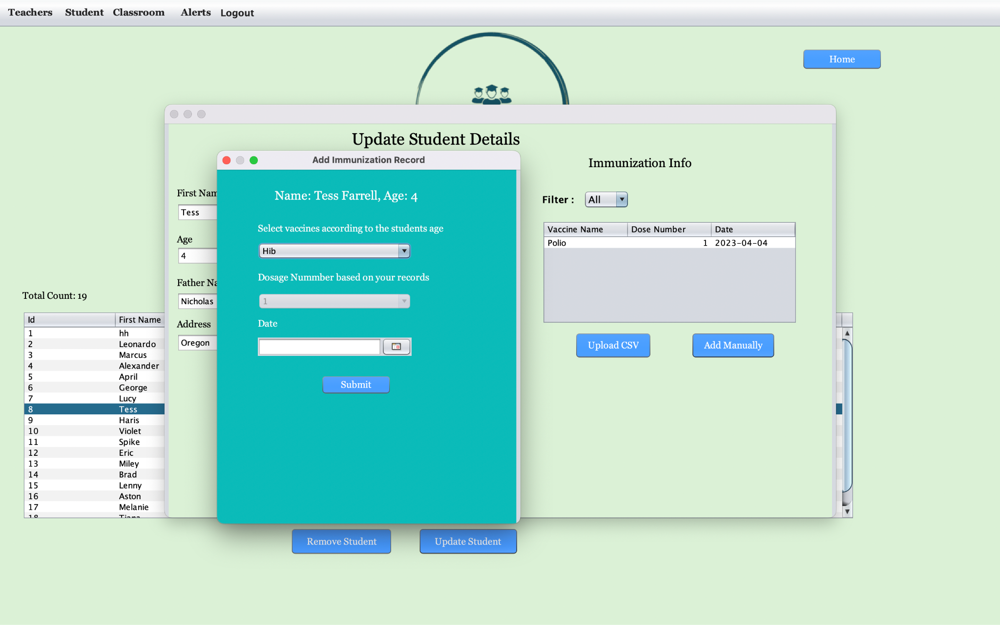 Teachers Student Classroom Alerts Logout
Home
Update Student Details
Add Immunization Record
Immunization Info
Name: Tess Farrell, Age: 4
First Nam
Filter : All
Tess
Select vaccines according to the students age
Vaccine Name Dose Number Date
Age
Polio 1 2023-04-04
Hib
4
Dosage Nummber based on your records
Father Na
Total Count: 19
Nicholas
1
Id First Name
Address
Date
1 hh
Oregon
Upload CSV Add Manually
2 Leonardo
3 Marcus
4 Alexander
5 April
Submit
6 George
7 Lucy
8 Tess
9 Haris
10 Violet
11 Spike
12 Eric
13 Miley
14 Brad
15 Lenny
16 Aston
17 Melanie
18 Tiana
Remove Student Update Student